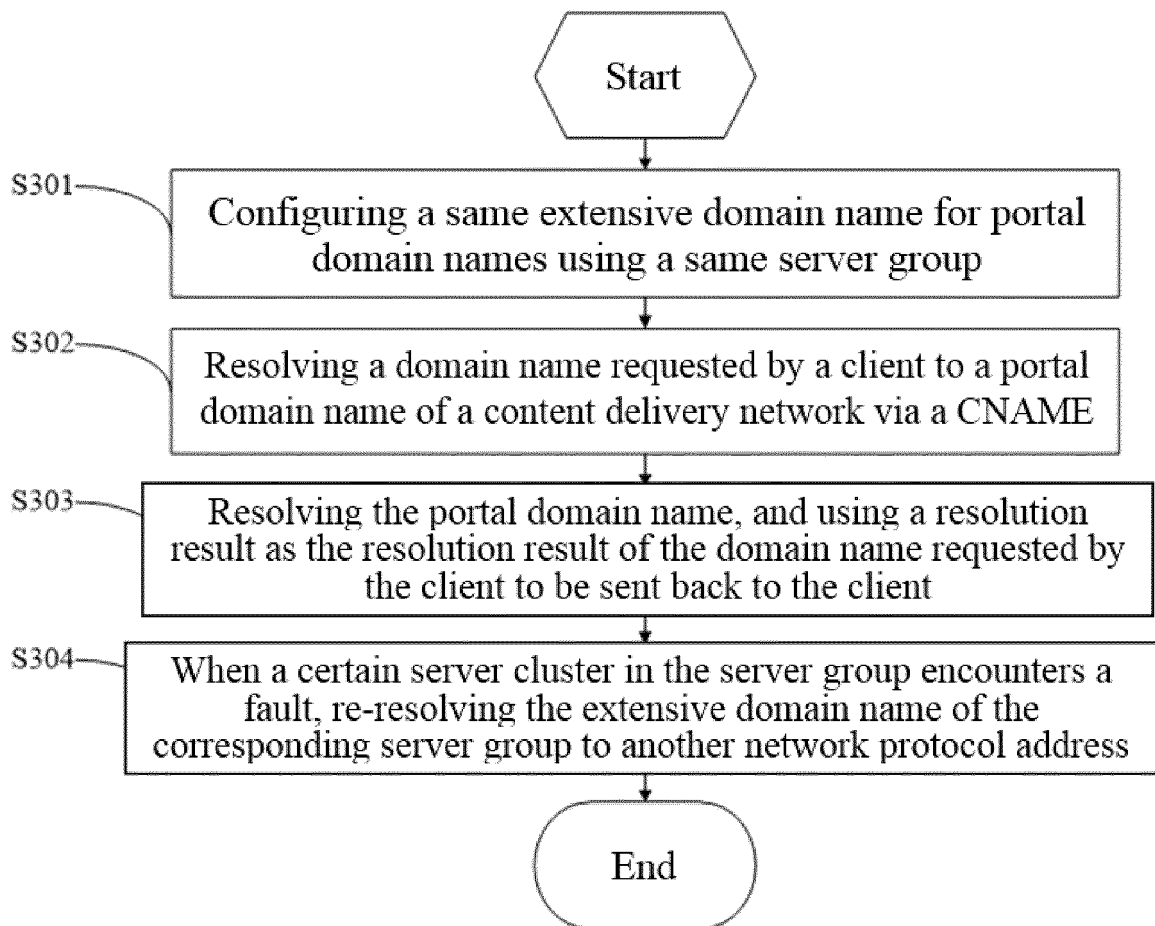 Start
S301
Configuring a same extensive domain name for portal
domain names using a same server group
S302
Resolving a domain name requested by a client to a portal
domain name of a content delivery network via a CNAME
S303
Resolving the portal domain name, and using a resolution
result as the resolution result of the domain name requested by
the client to be sent back to the client
S304
When a certain server cluster in the server group encounters a
fault, re-resolving the extensive domain name of the
corresponding server group to another network protocol address
End